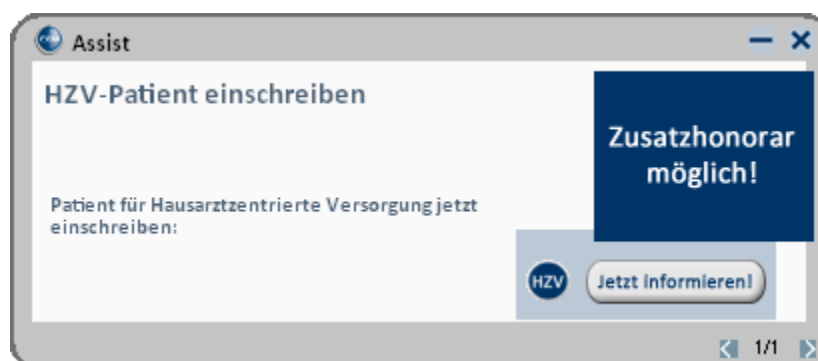 Assist
HZV-Patient einschreiben
Zusatzhonorar
möglich!
Patient für Hausarztzentrierte Versorgung jetzt
einschreiben:
HZV
Jetzt informieren!
1/1